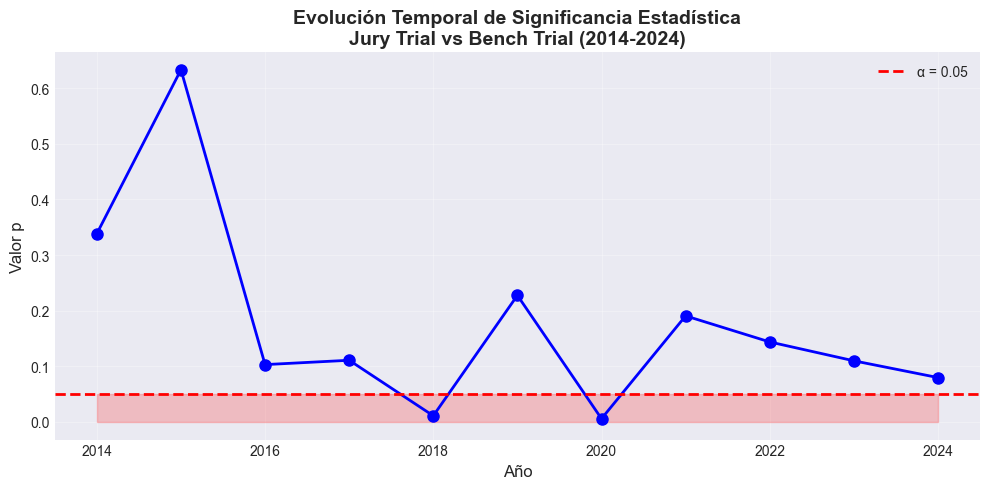 Evolución Temporal de Significancia Estadística
Jury Trial vs Bench Trial (2014-2024)
α = 0.05
Valor p
0.6
0.5
0.4
0.3
0.2
0.1
0.0
2014 2016 2018 2020 2022 2024
Año